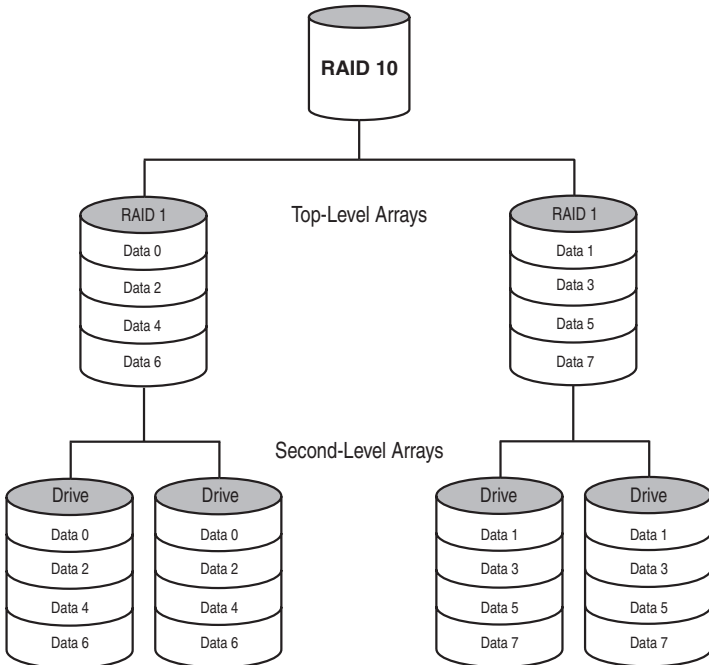 RAID 10
Top-Level Arrays
RAID 1
Data 0
Data 2
Data 4
Data 6
RAID 1
Data 1
Data 3
Data 5
Data 7
Second-Level Arrays
Drive
Data 0
Data 2
Data 4
Data 6
Drive
Data 0
Data 2
Data 4
Data 6
Drive
Data 1
Data 3
Data 5
Data 7
Drive
Data 1
Data 3
Data 5
Data 7